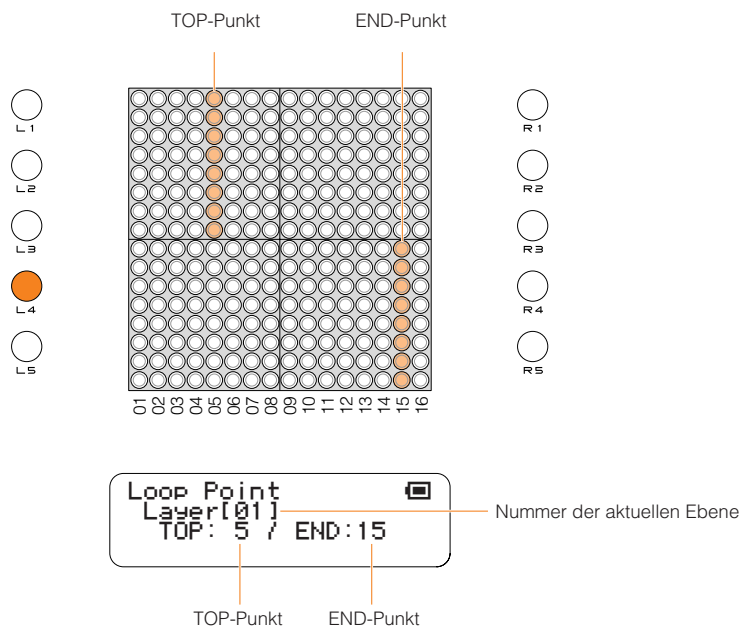 TOP-Punkt END-Punkt
L1 R1
L2 R2
L3 R3
L4 R4
L5 R5
01 02 03 04 05 06 07 08 09 10 11 12 13 14 15 16
Loop Point
Layer[01]
Nummer der aktuellen Ebene
TOP: 5 / END:15
TOP-Punkt END-Punkt